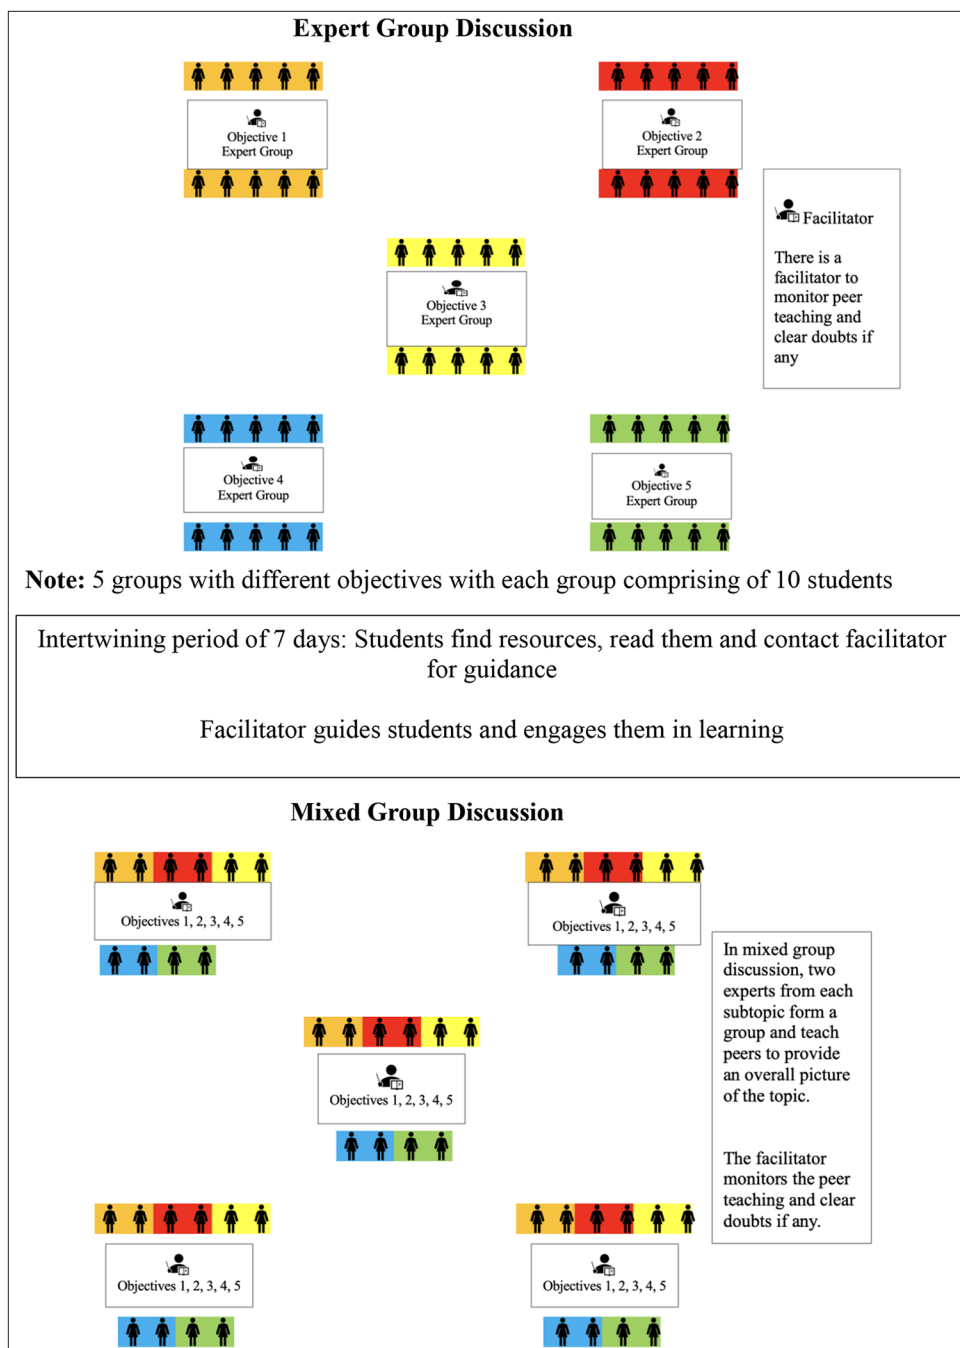 Expert Group Discussion
Objective 1
Expert Group
Objective 2
Expert Group
Facilitator
There is a
facilitator to
monitor peer
teaching and
clear doubts if
any
Objective 3
Expert Group
Objective 4
Expert Group
Objective 5
Expert Group
Note: 5 groups with different objectives with each group comprising of 10 students
Intertwining period of 7 days: Students find resources, read them and contact facilitator
for guidance
Facilitator guides students and engages them in learning
Mixed Group Discussion
Objectives 1, 2, 3, 4, 5
Objectives 1, 2, 3, 4, 5
In mixed group
discussion, two
experts from each
subtopic form a
group and teach
peers to provide
an overall picture
of the topic.
The facilitator
monitors the peer
teaching and clear
doubts if any.
Objectives 1, 2, 3, 4, 5
Objectives 1, 2, 3, 4, 5
Objectives 1, 2, 3, 4, 5